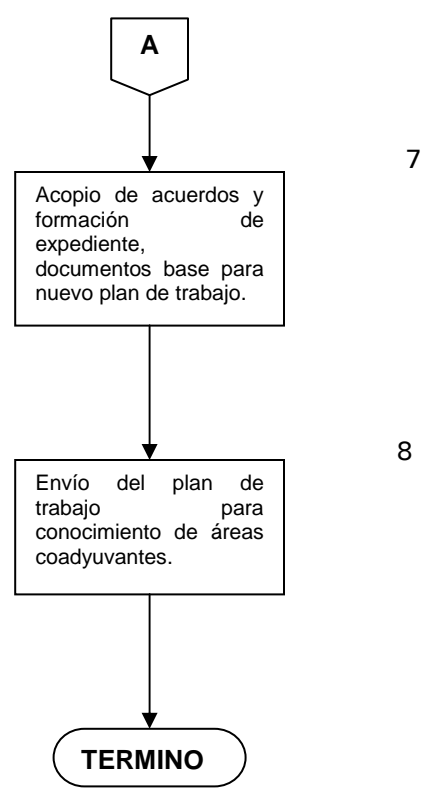 A
7
Acopio de acuerdos y
formación de
expediente,
documentos base para
nuevo plan de trabajo.
8
Envío del plan de
trabajo para
conocimiento de áreas
coadyuvantes.
TERMINO